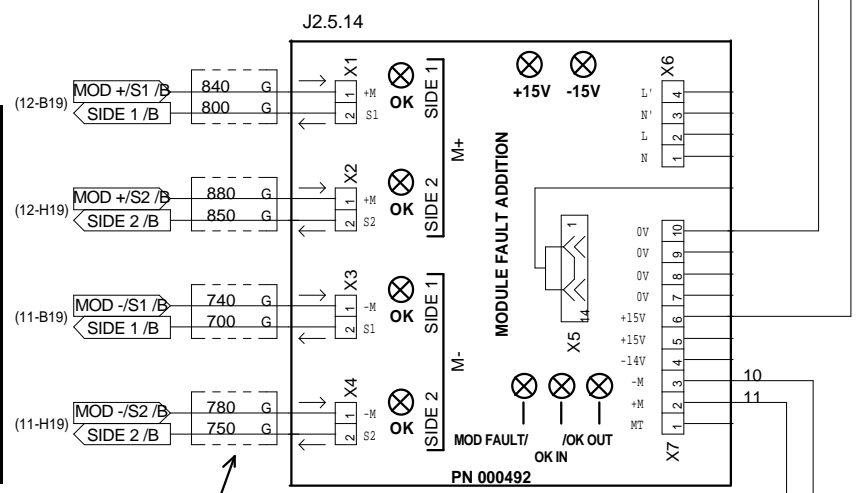 J2.5.14
(12-B19) MOD +/S1 /B 840 G X1 1 +M
SIDE 1 /B 800 G 2 S1
OK SIDE 1
(12-H19) MOD +/S2 /B 880 G X2 1 +M
SIDE 2 /B 850 G 2 S2
OK SIDE 2
M+
(11-B19) MOD -/S1 /B 740 G X3 1 -M
SIDE 1 /B 700 G 2 S1
OK SIDE 1
(11-H19) MOD -/S2 /B 780 G X4 1 -M
SIDE 2 /B 750 G 2 S2
OK SIDE 2
M-
+15V -15V
MODULE FAULT ADDITION
X6
L' 4
N' 3
L 2
N 1
1
14
X5
0V 10
0V 9
0V 8
0V 7
+15V 6
+15V 5
-14V 4
-M 3 10
+M 2 11
MT 1
X7
MOD FAULT/ /OK OUT
OK IN
PN 000492